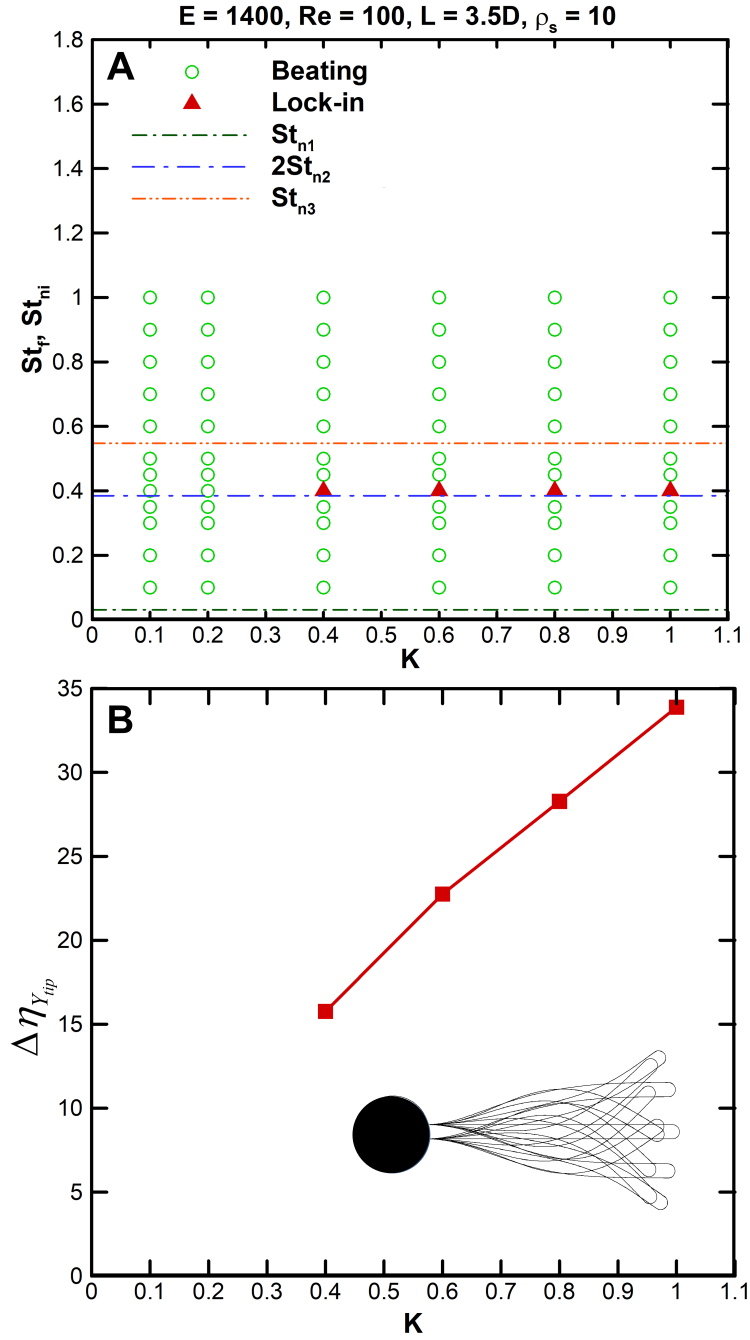 E = 1400, Re = 100, L = 3.5D, ρs = 10
A
Beating
Lock-in
Stn1
2Stn2
Stn3
1.8
1.6
1.4
1.2
1
0.8
0.6
0.4
0.2
0
Stf, Stni
0 0.1 0.2 0.3 0.4 0.5 0.6 0.7 0.8 0.9 1 1.1
K
B
35
30
25
20
15
10
5
0
ΔηYtip
0 0.1 0.2 0.3 0.4 0.5 0.6 0.7 0.8 0.9 1 1.1
K